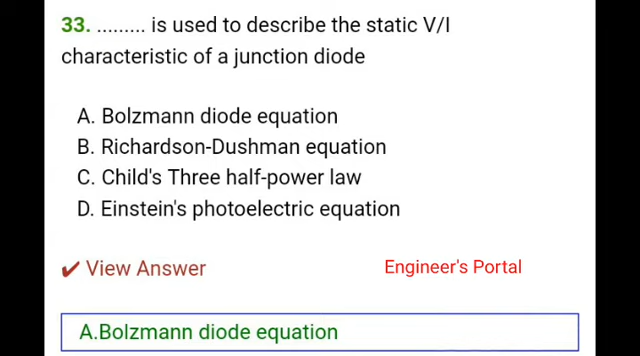 33. ......... is used to describe the static V/I
characteristic of a junction diode
A. Bolzmann diode equation
B. Richardson-Dushman equation
C. Child's Three half-power law
D. Einstein's photoelectric equation
✔ View Answer
Engineer's Portal
A.Bolzmann diode equation